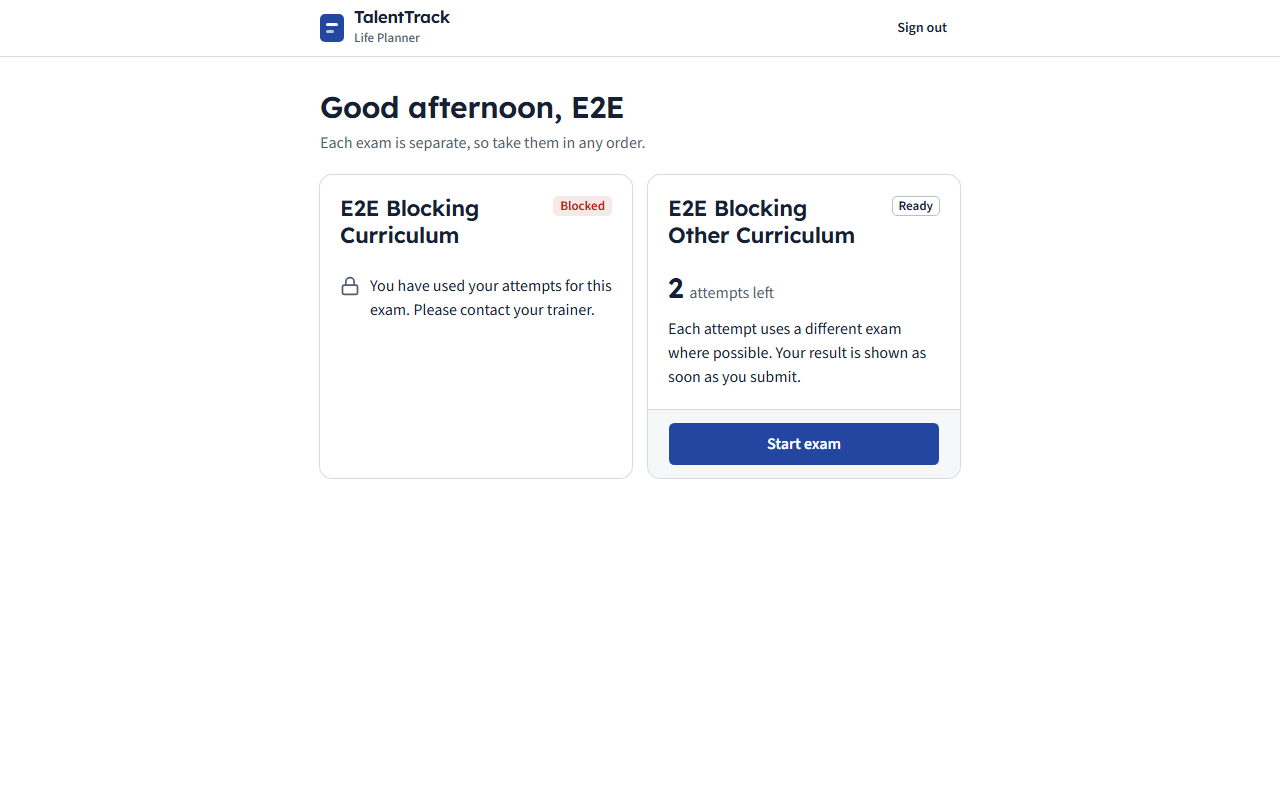 TalentTrack
Life Planner
Sign out
Good afternoon, E2E
Each exam is separate, so take them in any order.
E2E Blocking
Curriculum
Blocked
You have used your attempts for this
exam. Please contact your trainer.
E2E Blocking
Other Curriculum
Ready
2 attempts left
Each attempt uses a different exam
where possible. Your result is shown as
soon as you submit.
Start exam